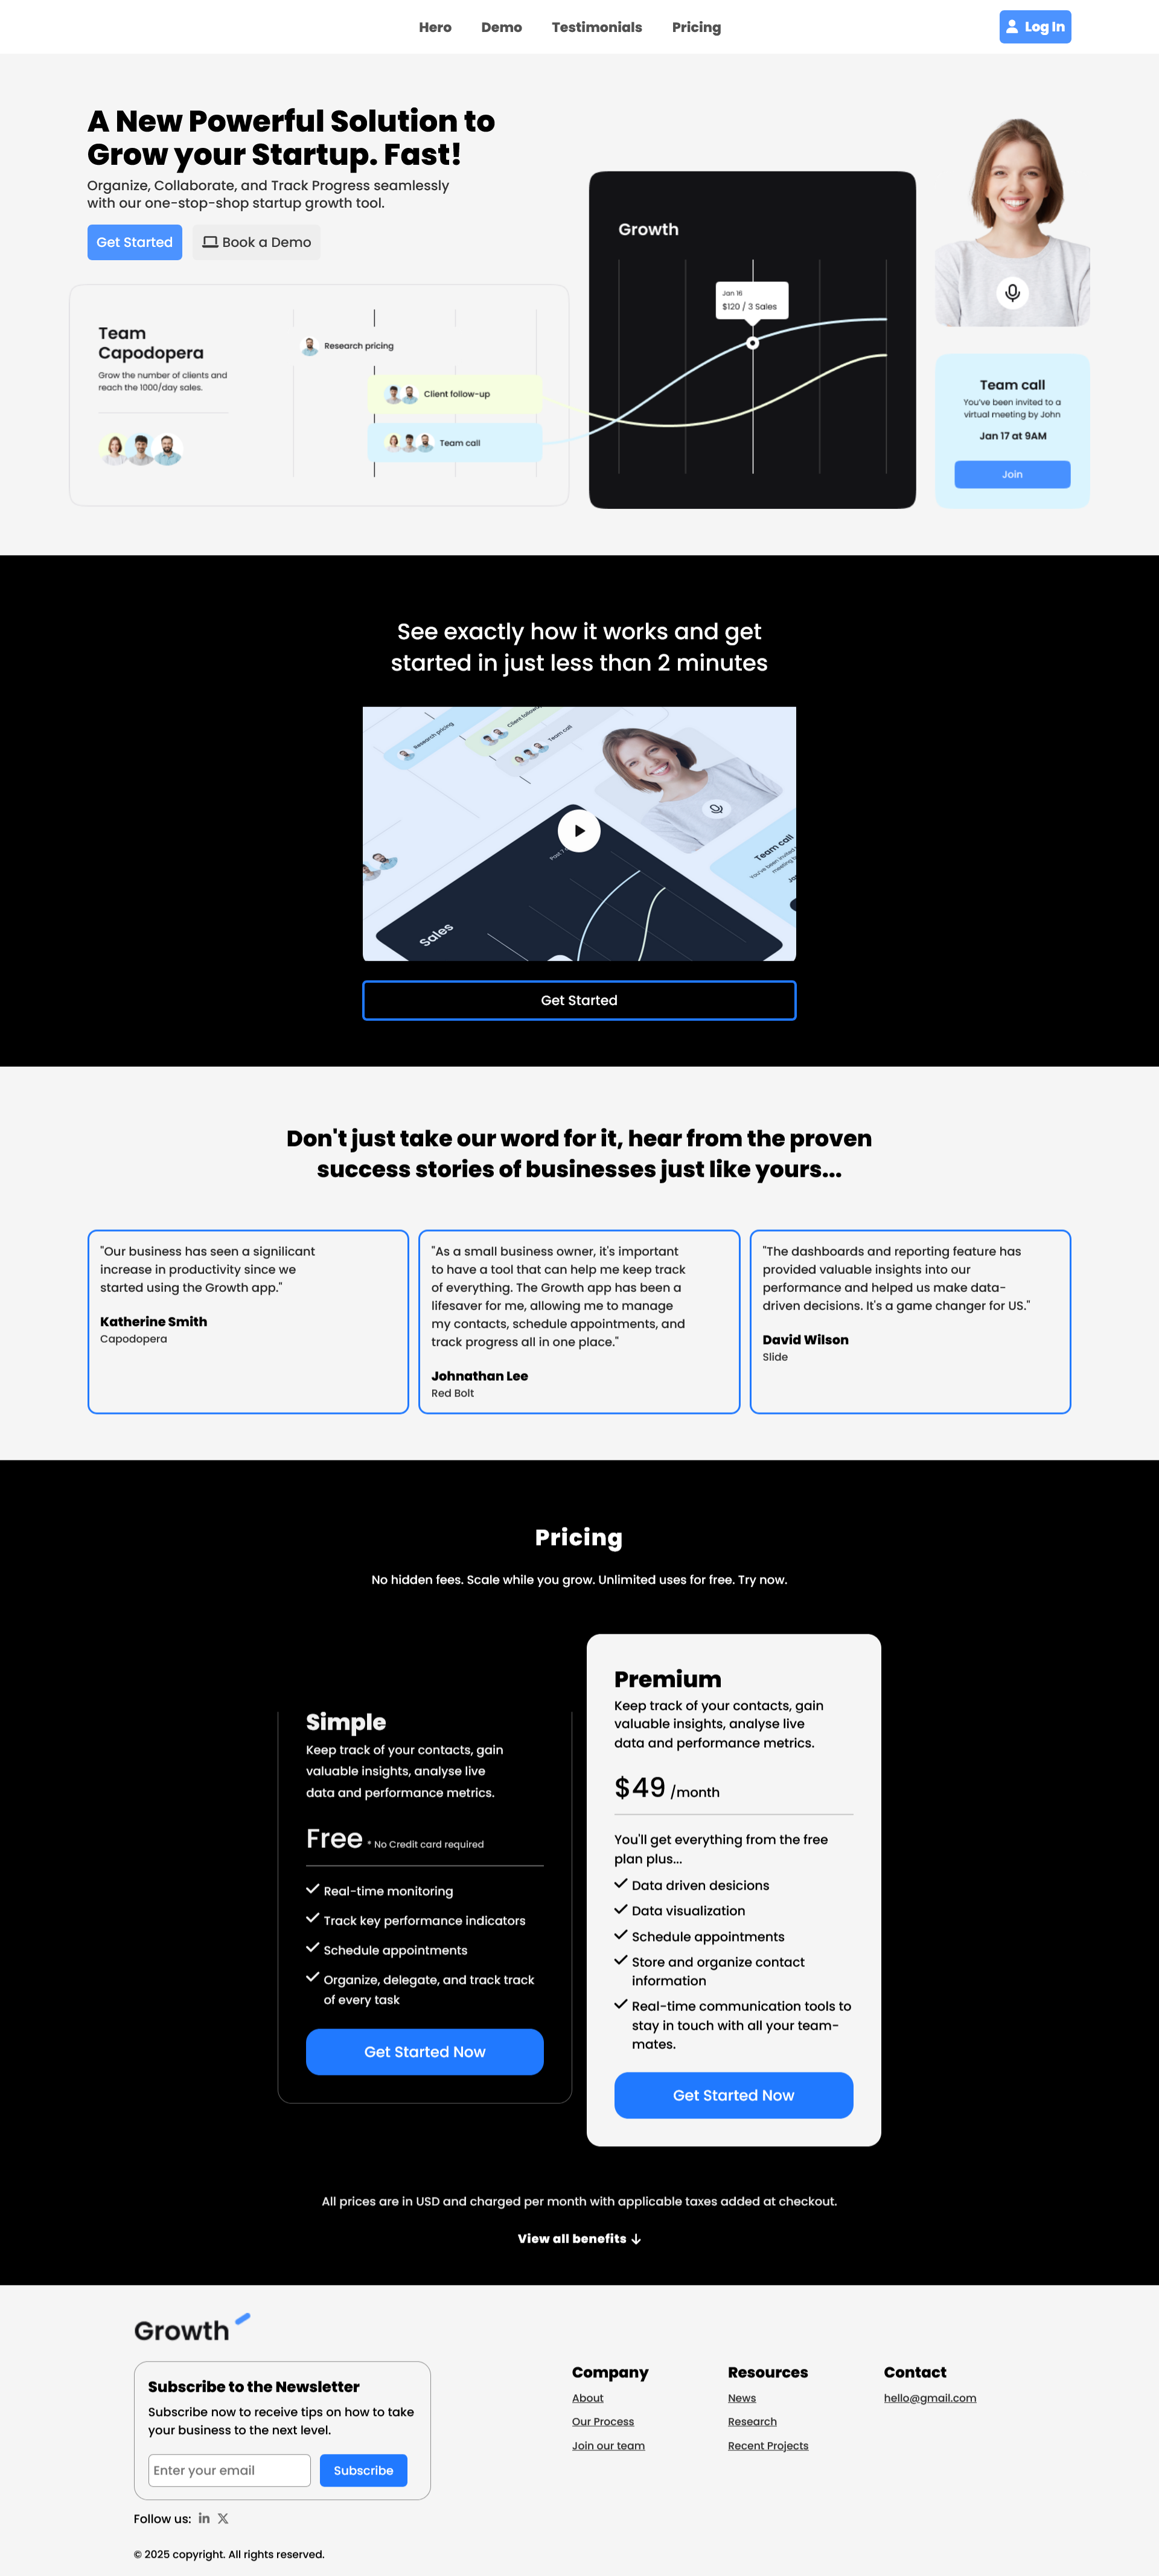 Hero
Demo
Testimonials
Pricing
Log In
A New Powerful Solution to
Grow your Startup. Fast!
Organize, Collaborate, and Track Progress seamlessly
with our one-stop-shop startup growth tool.
Get Started
Book a Demo
Team
Capodopera
Grow the number of clients and
reach the 1000/day sales.
Research pricing
Client follow-up
Team call
Growth
Jan 16
$120 / 3 Sales
Team call
You've been invited to a
virtual meeting by John
Jan 17 at 9AM
Join
See exactly how it works and get
started in just less than 2 minutes
Research pricing
Team call
Team call
Sales
Get Started
Don't just take our word for it, hear from the proven
success stories of businesses just like yours...
"Our business has seen a signilicant
increase in productivity since we
started using the Growth app."
Katherine Smith
Capodopera
"As a small business owner, it's important
to have a tool that can help me keep track
of everything. The Growth app has been a
lifesaver for me, allowing me to manage
my contacts, schedule appointments, and
track progress all in one place."
Johnathan Lee
Red Bolt
"The dashboards and reporting feature has
provided valuable insights into our
performance and helped us make data-
driven decisions. It's a game changer for US."
David Wilson
Slide
Pricing
No hidden fees. Scale while you grow. Unlimited uses for free. Try now.
Simple
Keep track of your contacts, gain
valuable insights, analyse live
data and performance metrics.
Free * No Credit card required
Real-time monitoring
Track key performance indicators
Schedule appointments
Organize, delegate, and track track
of every task
Get Started Now
Premium
Keep track of your contacts, gain
valuable insights, analyse live
data and performance metrics.
$49 /month
You'll get everything from the free
plan plus...
Data driven desicions
Data visualization
Schedule appointments
Store and organize contact
information
Real-time communication tools to
stay in touch with all your team-
mates.
Get Started Now
All prices are in USD and charged per month with applicable taxes added at checkout.
View all benefits
Growth
Subscribe to the Newsletter
Subscribe now to receive tips on how to take
your business to the next level.
Enter your email
Subscribe
Follow us:
© 2025 copyright. All rights reserved.
Company
About
Our Process
Join our team
Resources
News
Research
Recent Projects
Contact
hello@gmail.com